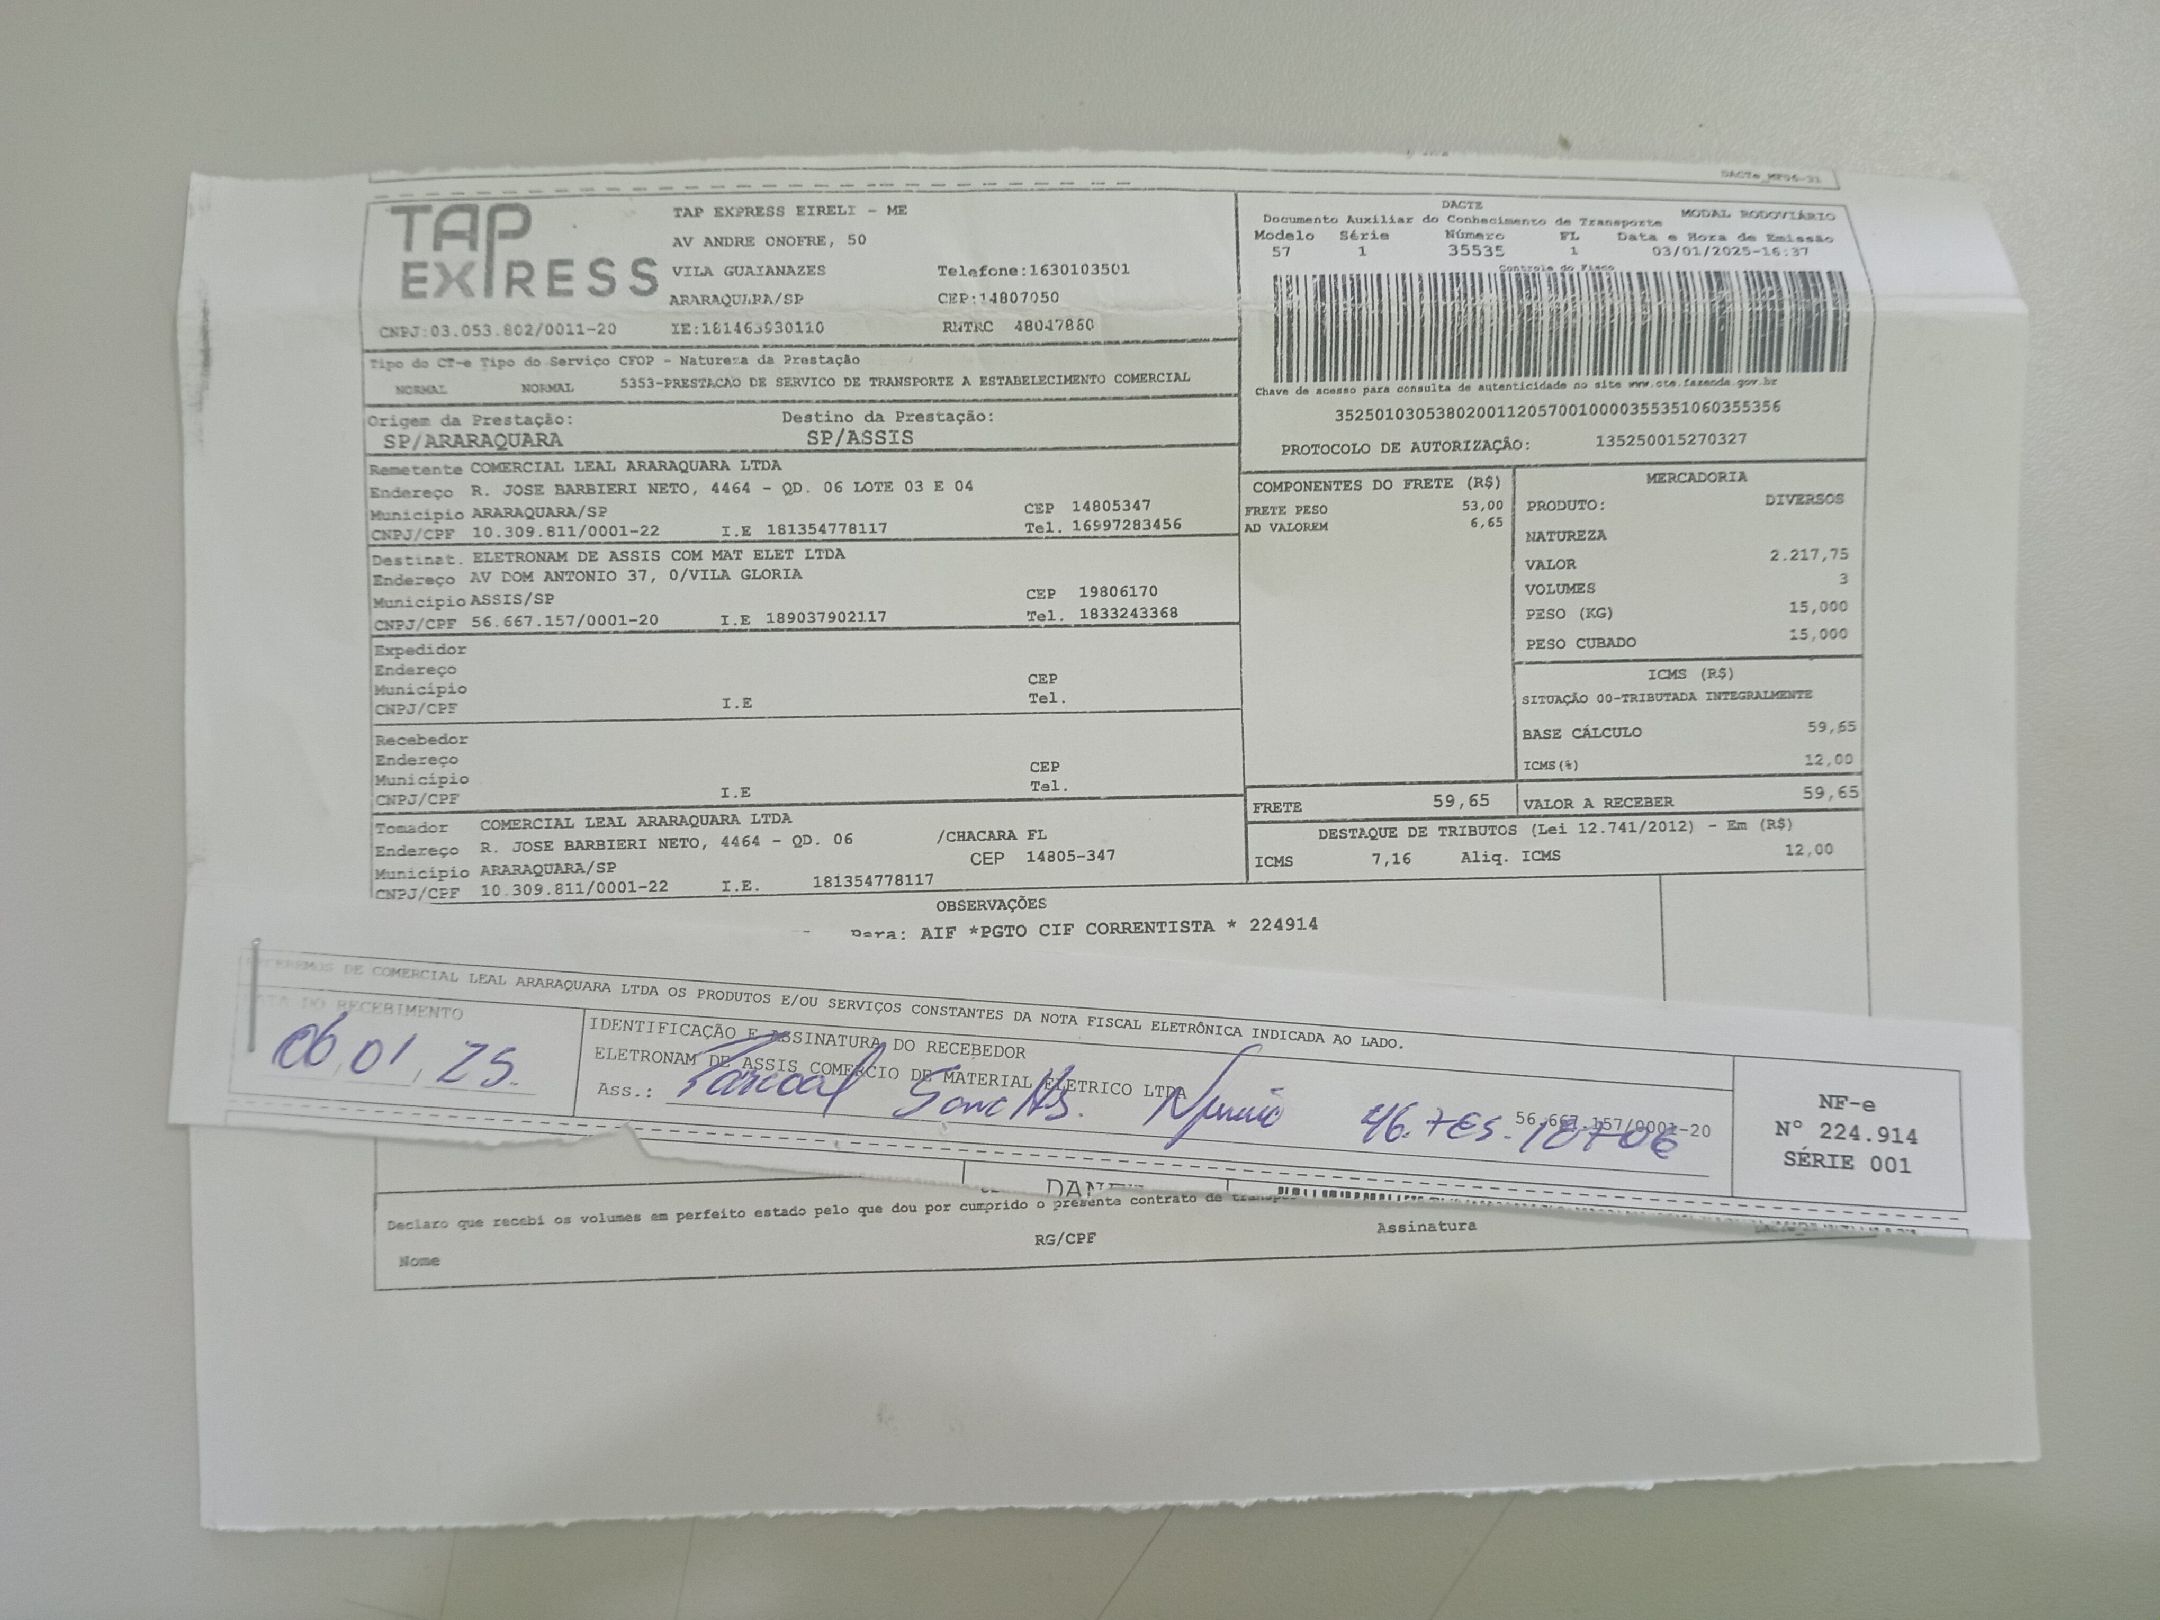 DACTe_
TAP
EXPRESS
TAP EXPRESS EIRELI - ME
AV ANDRE ONOFRE, 50
VILA GUAIANAZES Telefone:1630103501
ARARAQUARA/SP CEP:14807050
CNPJ:03.053.802/0011-20 IE:181463930110 RNTRC 48047860
Tipo do CT-e Tipo do Serviço CFOP - Natureza da Prestação
NORMAL NORMAL 5353-PRESTACAO DE SERVICO DE TRANSPORTE A ESTABELECIMENTO COMERCIAL
Origem da Prestação: Destino da Prestação:
SP/ARARAQUARA SP/ASSIS
DACTE
Documento Auxiliar do Conhecimento de Transporte MODAL RODOVIÁRIO
Modelo Série Número FL Data e Hora de Emissão
57 1 35535 1 03/01/2025-16:37
Controle do Fisco
Chave de acesso para consulta de autenticidade no site www.cte.fazenda.gov.br
35250103053802001120570010000355351060355356
PROTOCOLO DE AUTORIZAÇÃO: 135250015270327
Remetente COMERCIAL LEAL ARARAQUARA LTDA
Endereço R. JOSE BARBIERI NETO, 4464 - QD. 06 LOTE 03 E 04
Município ARARAQUARA/SP CEP 14805347
CNPJ/CPF 10.309.811/0001-22 I.E 181354778117 Tel. 16997283456
Destinat. ELETRONAM DE ASSIS COM MAT ELET LTDA
Endereço AV DOM ANTONIO 37, 0/VILA GLORIA
Município ASSIS/SP CEP 19806170
CNPJ/CPF 56.667.157/0001-20 I.E 189037902117 Tel. 1833243368
Expedidor
Endereço
Município CEP
CNPJ/CPF I.E Tel.
Recebedor
Endereço
Município CEP
CNPJ/CPF I.E Tel.
Tomador COMERCIAL LEAL ARARAQUARA LTDA
Endereço R. JOSE BARBIERI NETO, 4464 - QD. 06 /CHACARA FL
Município ARARAQUARA/SP CEP 14805-347
CNPJ/CPF 10.309.811/0001-22 I.E. 181354778117
COMPONENTES DO FRETE (R$)
FRETE PESO 53,00
AD VALOREM 6,65
MERCADORIA
PRODUTO: DIVERSOS
NATUREZA
VALOR 2.217,75
VOLUMES 3
PESO (KG) 15,000
PESO CUBADO 15,000
ICMS (R$)
SITUAÇÃO 00-TRIBUTADA INTEGRALMENTE
BASE CÁLCULO 59,65
ICMS(%) 12,00
FRETE 59,65 VALOR A RECEBER 59,65
DESTAQUE DE TRIBUTOS (Lei 12.741/2012) - Em (R$)
ICMS 7,16 Aliq. ICMS 12,00
OBSERVAÇÕES
Para: AIF *PGTO CIF CORRENTISTA * 224914
RECEBEMOS DE COMERCIAL LEAL ARARAQUARA LTDA OS PRODUTOS E/OU SERVIÇOS CONSTANTES DA NOTA FISCAL ELETRÔNICA INDICADA AO LADO.
DATA DO RECEBIMENTO
06,01,25
IDENTIFICAÇÃO E ASSINATURA DO RECEBEDOR
ELETRONAM DE ASSIS COMERCIO DE MATERIAL ELETRICO LTDA
Ass.:
56.667.157/0001-20
NF-e
Nº 224.914
SÉRIE 001
Declaro que recebi os volumes em perfeito estado pelo que dou por cumprido o presente contrato de
Nome RG/CPF Assinatura